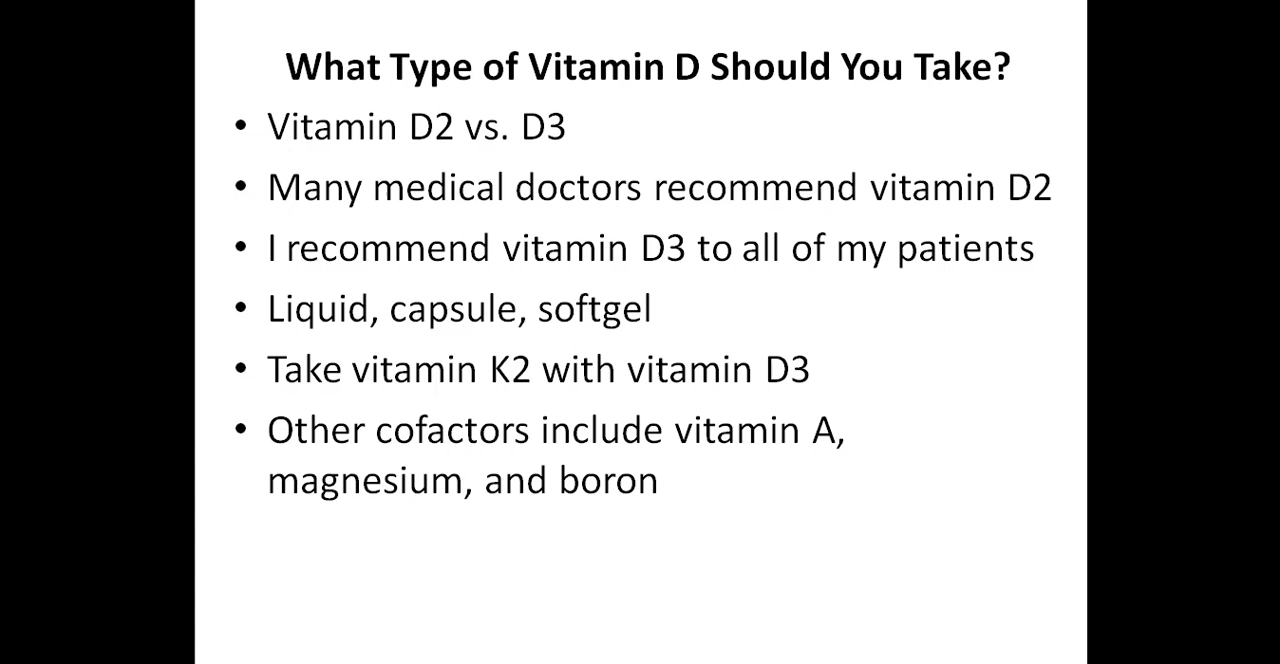 What Type of Vitamin D Should You Take?
• Vitamin D2 vs. D3
• Many medical doctors recommend vitamin D2
• I recommend vitamin D3 to all of my patients
• Liquid, capsule, softgel
• Take vitamin K2 with vitamin D3
• Other cofactors include vitamin A,
magnesium, and boron